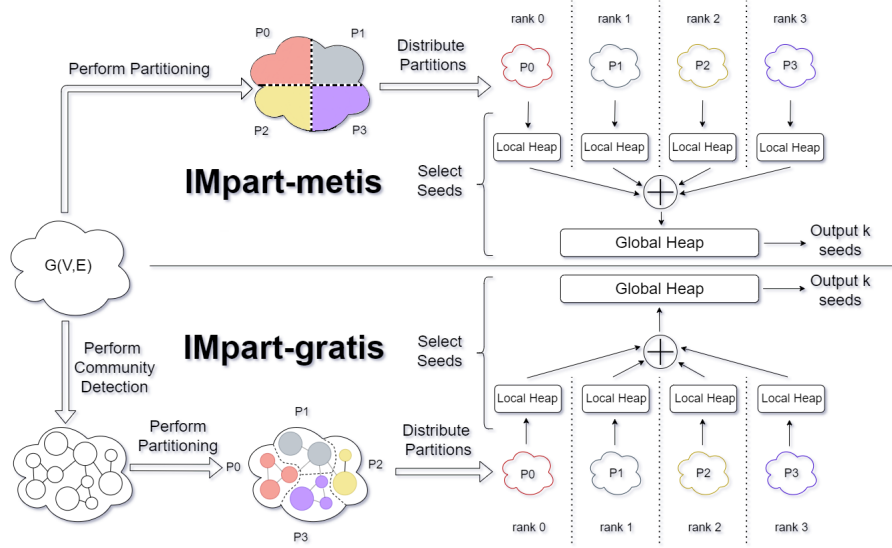 rank 0
rank 1
rank 2
rank 3
P0
P1
Distribute
Partitions
Perform Partitioning
P0
P1
P2
P3
P2
P3
Local Heap
Local Heap
Local Heap
Local Heap
Select
Seeds
IMpart-metis
Global Heap
Output k
seeds
G(V,E)
Global Heap
Output k
seeds
IMpart-gratis
Select
Seeds
Perform
Community
Detection
Local Heap
Local Heap
Local Heap
Local Heap
Perform
Partitioning
P0
P1
P2
P3
Distribute
Partitions
P0
P1
P2
P3
rank 0
rank 1
rank 2
rank 3